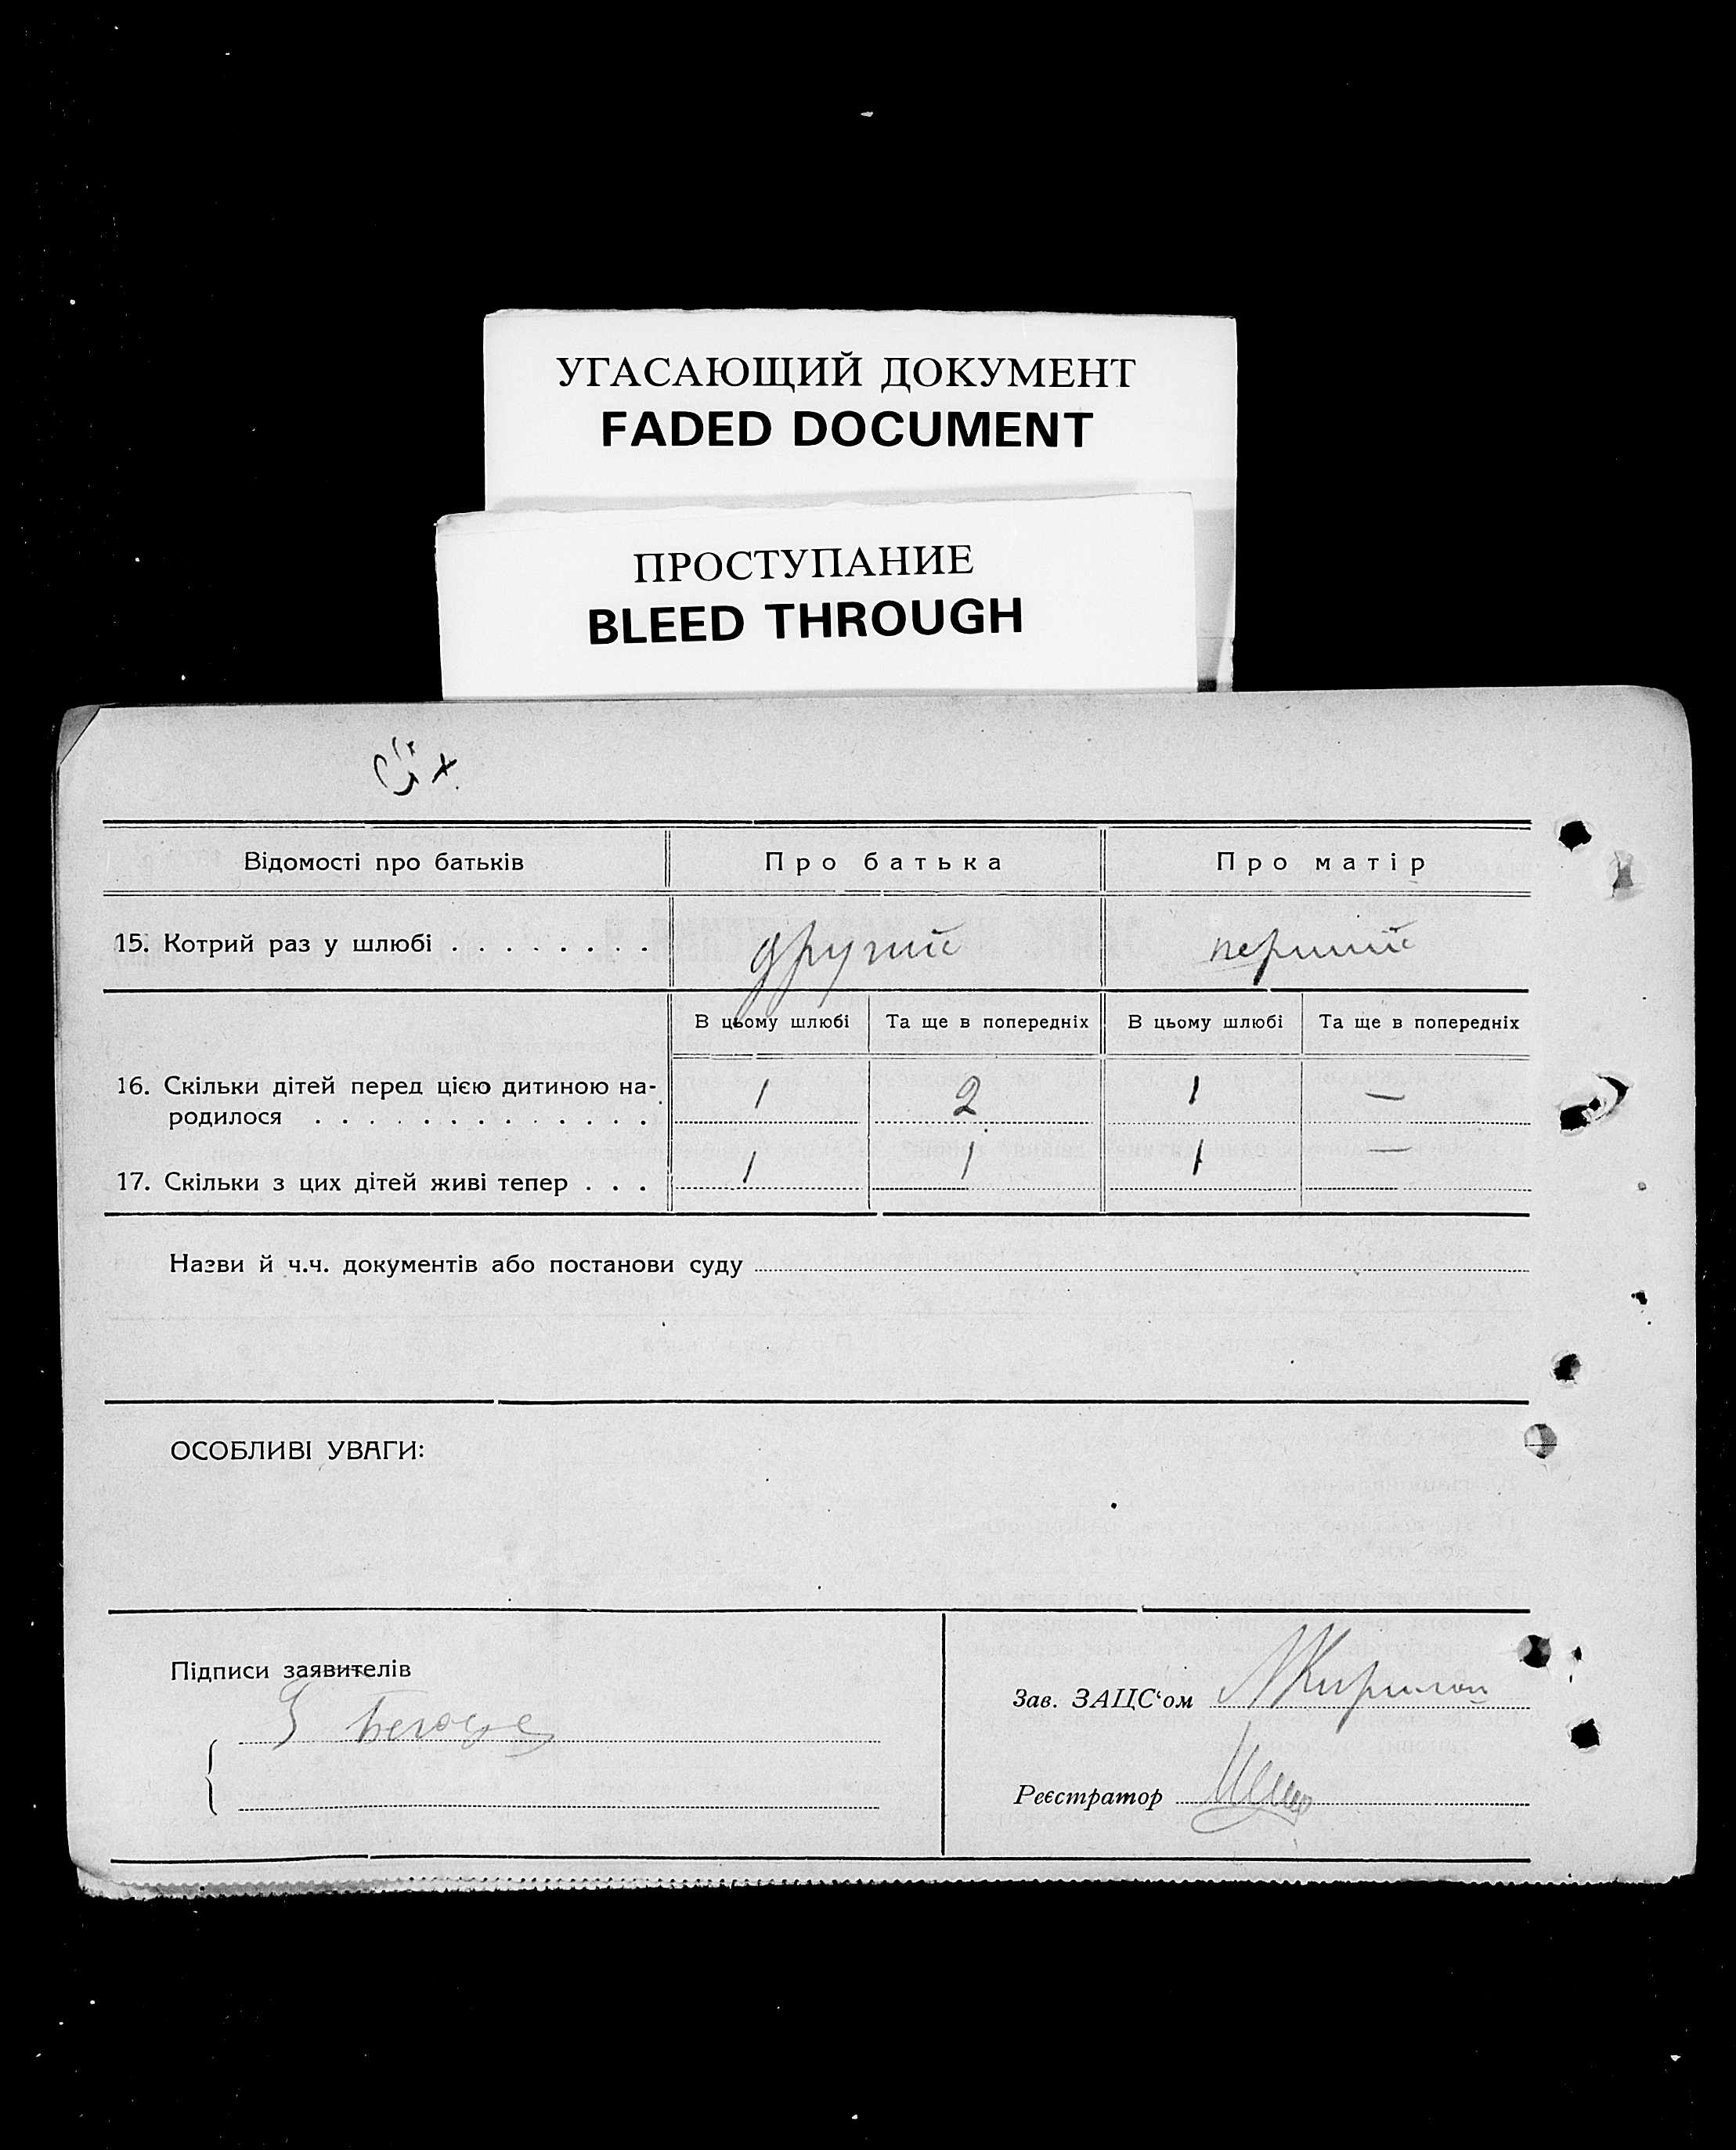 УГАСАЮЩИЙ ДОКУМЕНТ
FADED DOCUMENT
ПРОСТУПАНИЕ
BLEED THROUGH
Відомості про батьків Про батька Про матір
15. Котрий раз у шлюбі . . . . . . . . другий перший
В цьому шлюбі Та ще в попередніх В цьому шлюбі Та ще в попередніх
16. Скільки дітей перед цією дитиною на- 1 2 1 —
родилося . . . . . . . . . . . . .
17. Скільки з цих дітей живі тепер . . . 1 1 1 —
Назви й ч.ч. документів або постанови суду
ОСОБЛИВІ УВАГИ:
Підписи заявителів
Зав. ЗАЦС‘ом
Реєстратор